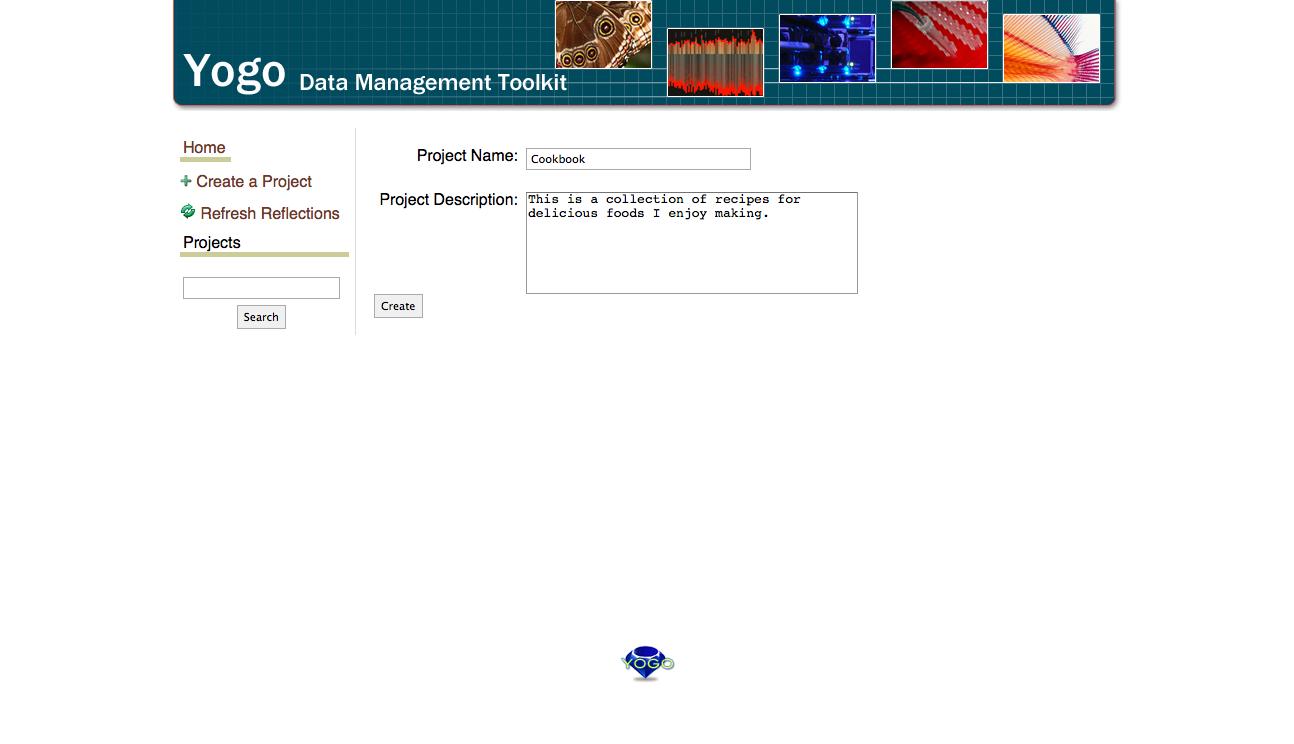 Yogo Data Management Toolkit
Home
Create a Project
Refresh Reflections
Projects
Search
Project Name: Cookbook
Project Description: This is a collection of recipes for
delicious foods I enjoy making.
Create
YOGO